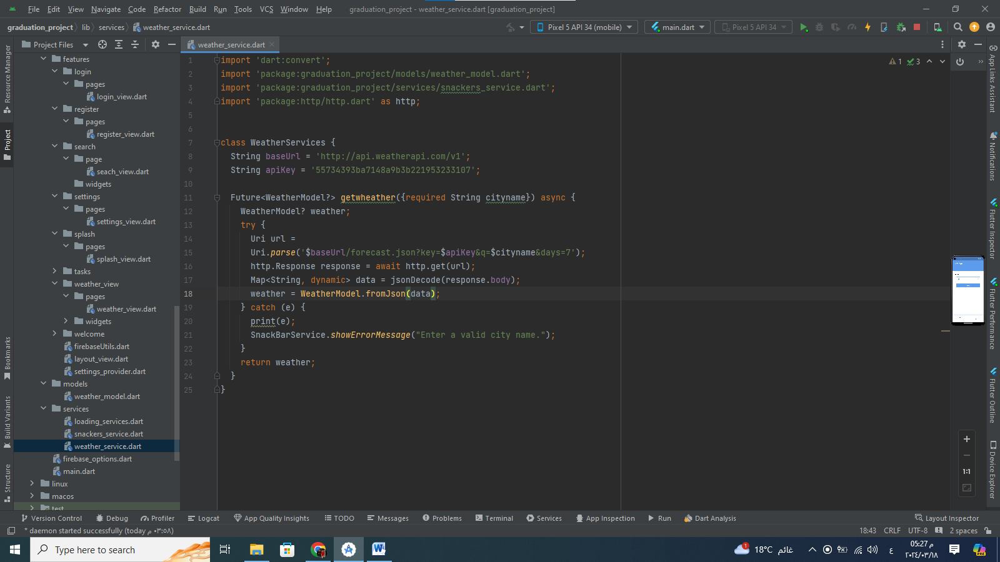 File Edit View Navigate Code Refactor Build Run Tools VCS Window Help graduation_project - weather_service.dart [graduation_project]
graduation_project lib services weather_service.dart Pixel 5 API 34 (mobile) main.dart Pixel 5 API 34
Project Files
weather_service.dart
Resource Manager
Project
Bookmarks
Build Variants
Structure
features
login
pages
login_view.dart
register
pages
register_view.dart
search
page
seach_view.dart
widgets
settings
pages
settings_view.dart
splash
pages
splash_view.dart
tasks
weather_view
pages
weather_view.dart
widgets
welcome
firebaseUtils.dart
layout_view.dart
settings_provider.dart
models
weather_model.dart
services
loading_services.dart
snackers_service.dart
weather_service.dart
firebase_options.dart
main.dart
linux
macos
test
1 import 'dart:convert';
2 import 'package:graduation_project/models/weather_model.dart';
3 import 'package:graduation_project/services/snackers_service.dart';
4 import 'package:http/http.dart' as http;
5
6
7 class WeatherServices {
8 String baseUrl = 'http://api.weatherapi.com/v1';
9 String apiKey = '55734393ba7148a9b3b221953233107';
10
11 Future<WeatherModel?> getwheather({required String cityname}) async {
12 WeatherModel? weather;
13 try {
14 Uri url =
15 Uri.parse('$baseUrl/forecast.json?key=$apiKey&q=$cityname&days=7');
16 http.Response response = await http.get(url);
17 Map<String, dynamic> data = jsonDecode(response.body);
18 weather = WeatherModel.fromJson(data);
19 } catch (e) {
20 print(e);
21 SnackBarService.showErrorMessage("Enter a valid city name.");
22 }
23 return weather;
24 }
25 }
1 3
App Links Assistant
Notifications
Flutter Inspector
Flutter Performance
Flutter Outline
Device Explorer
1:1
Version Control Debug Profiler Logcat App Quality Insights TODO Messages Problems Terminal Services App Inspection Run Dart Analysis Layout Inspector
* daemon started successfully (today م ٠٣:٥٨) 18:43 CRLF UTF-8 2 spaces
Type here to search 1 18°C غائم ع 05:27 م
٢٠٢٤/٠٣/١٨
PRE